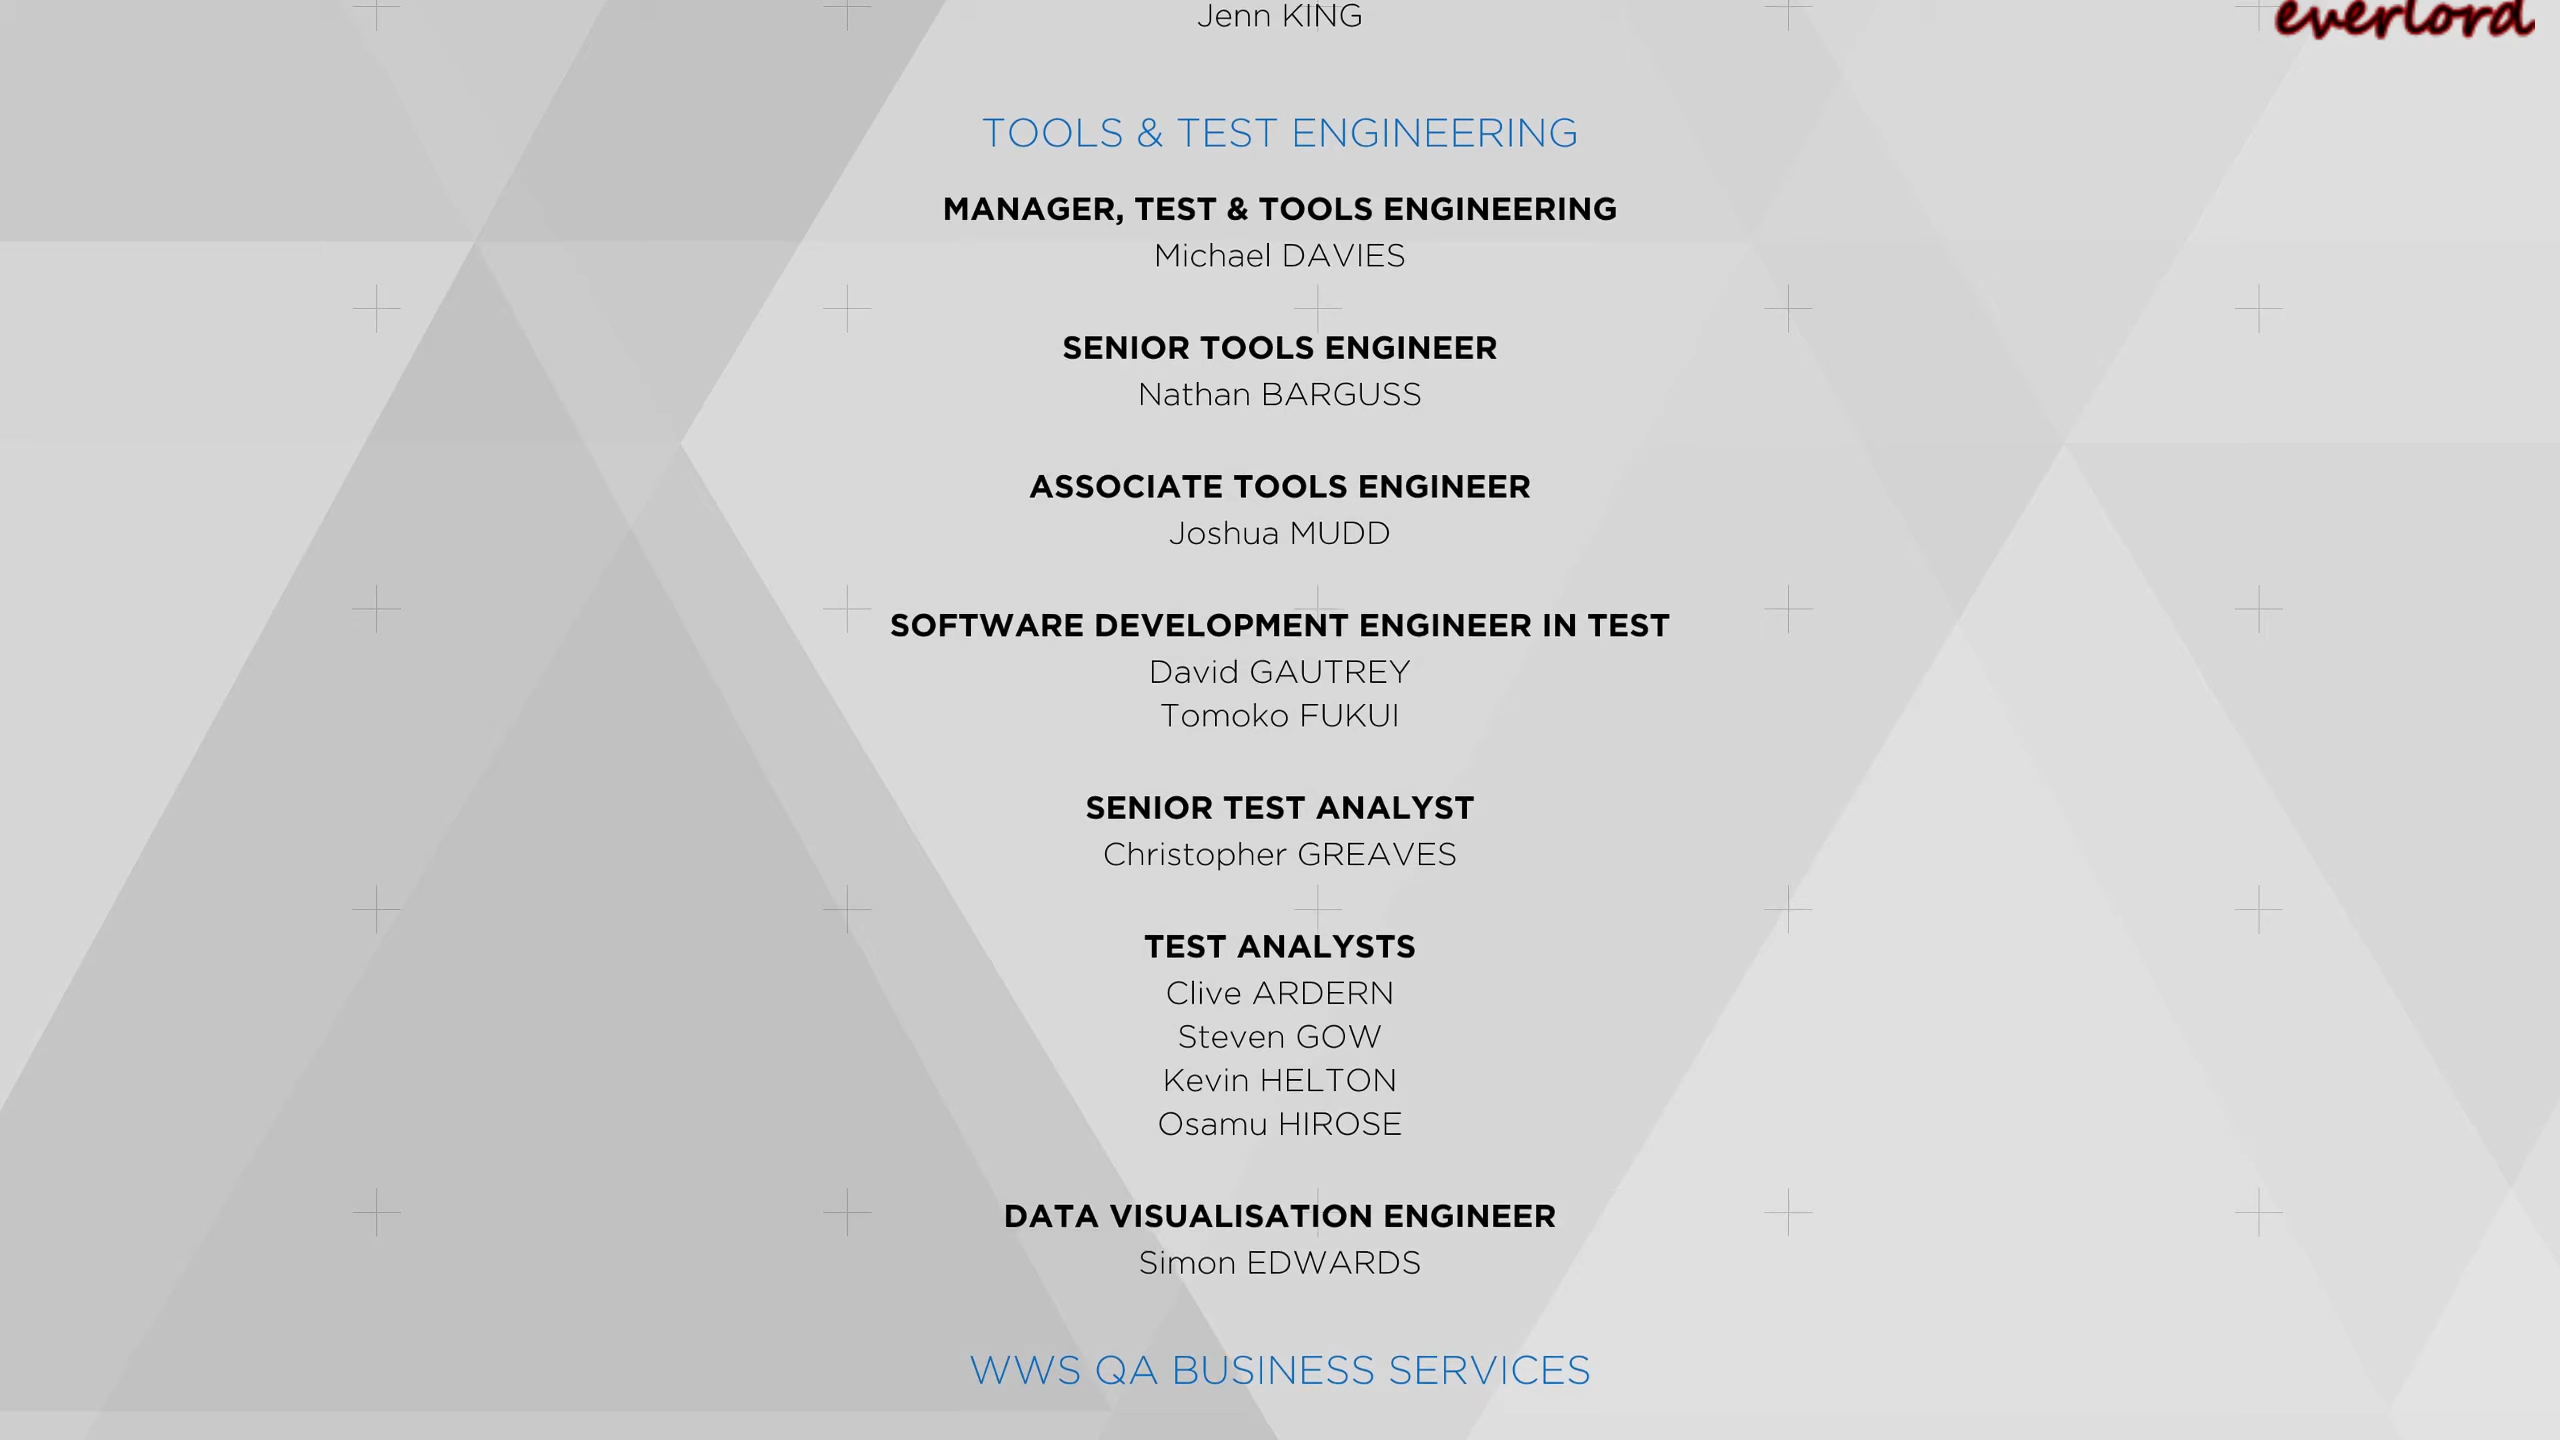 Jenn KING
everlord
TOOLS & TEST ENGINEERING
MANAGER, TEST & TOOLS ENGINEERING
Michael DAVIES
SENIOR TOOLS ENGINEER
Nathan BARGUSS
ASSOCIATE TOOLS ENGINEER
Joshua MUDD
SOFTWARE DEVELOPMENT ENGINEER IN TEST
David GAUTREY
Tomoko FUKUI
SENIOR TEST ANALYST
Christopher GREAVES
TEST ANALYSTS
Clive ARDERN
Steven GOW
Kevin HELTON
Osamu HIROSE
DATA VISUALISATION ENGINEER
Simon EDWARDS
WWS QA BUSINESS SERVICES